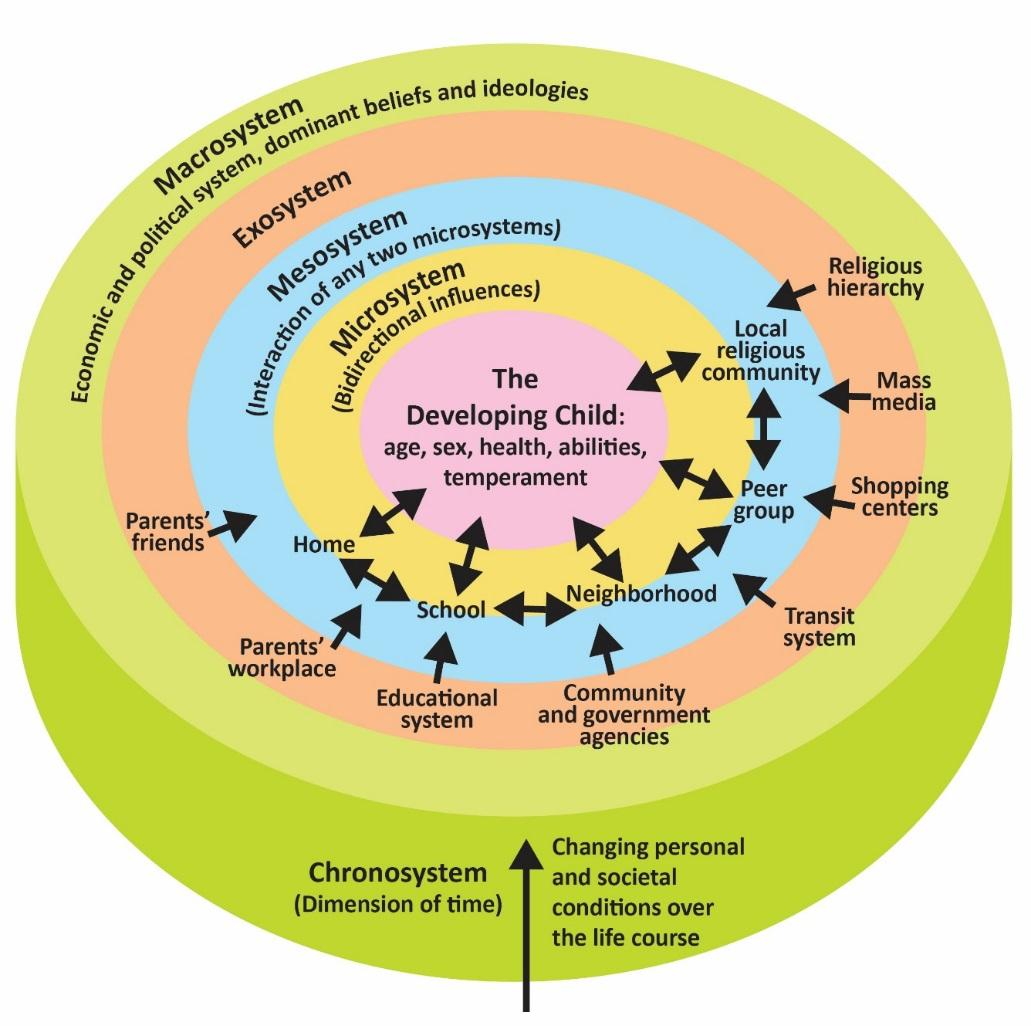 Macrosystem
Economic and political system, dominant beliefs and ideologies
Exosystem
Mesosystem
(Interaction of any two microsystems)
Microsystem
(Bidirectional influences)
The
Developing Child:
age, sex, health, abilities,
temperament
Religious
hierarchy
Local
religious
community
Mass
media
Peer
group
Shopping
centers
Parents’
friends
Home
School
Neighborhood
Transit
system
Parents’
workplace
Educational
system
Community
and government
agencies
Chronosystem
(Dimension of time)
Changing personal
and societal
conditions over
the life course